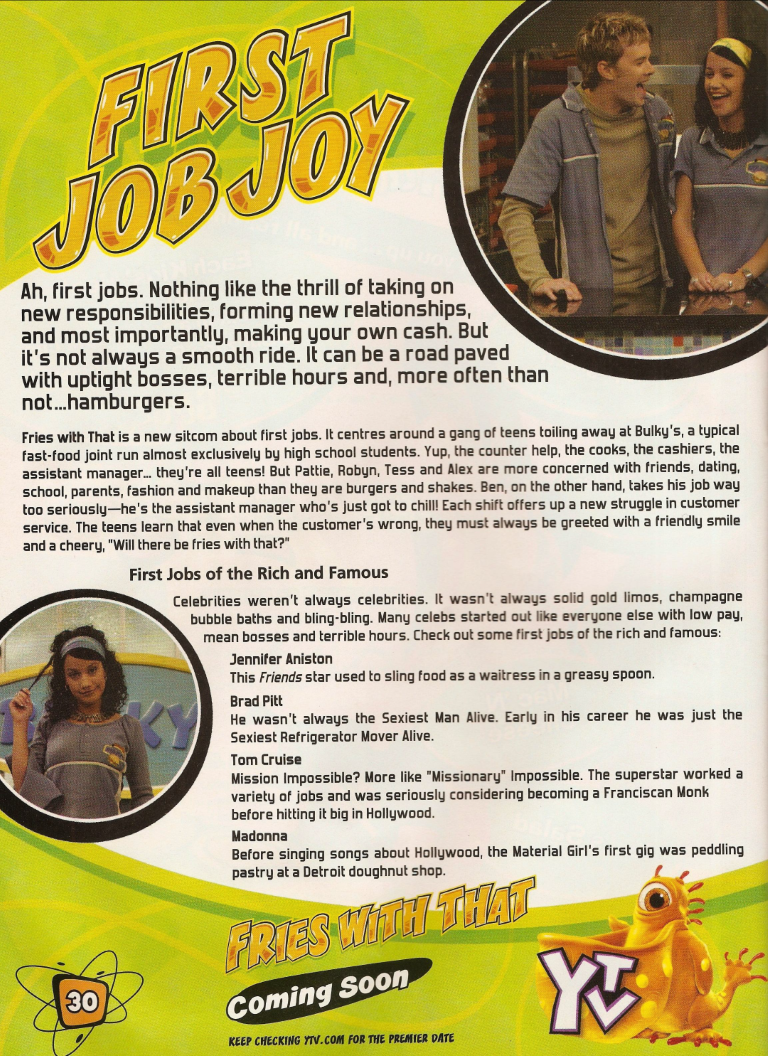 FIRST
JOB JOY
Ah, first jobs. Nothing like the thrill of taking on
new responsibilities, forming new relationships,
and most importantly, making your own cash. But
it's not always a smooth ride. It can be a road paved
with uptight bosses, terrible hours and, more often than
not...hamburgers.
Fries with That is a new sitcom about first jobs. It centres around a gang of teens toiling away at Bulky's, a typical
fast-food joint run almost exclusively by high school students. Yup, the counter help, the cooks, the cashiers, the
assistant manager... they're all teens! But Pattie, Robyn, Tess and Alex are more concerned with friends, dating,
school, parents, fashion and makeup than they are burgers and shakes. Ben, on the other hand, takes his job way
too seriously—he's the assistant manager who's just got to chill! Each shift offers up a new struggle in customer
service. The teens learn that even when the customer's wrong, they must always be greeted with a friendly smile
and a cheery, "Will there be fries with that?"
First Jobs of the Rich and Famous
Celebrities weren't always celebrities. It wasn't always solid gold limos, champagne
bubble baths and bling-bling. Many celebs started out like everyone else with low pay,
mean bosses and terrible hours. Check out some first jobs of the rich and famous:
Jennifer Aniston
This Friends star used to sling food as a waitress in a greasy spoon.
Brad Pitt
He wasn't always the Sexiest Man Alive. Early in his career he was just the
Sexiest Refrigerator Mover Alive.
Tom Cruise
Mission Impossible? More like "Missionary" Impossible. The superstar worked a
variety of jobs and was seriously considering becoming a Franciscan Monk
before hitting it big in Hollywood.
Madonna
Before singing songs about Hollywood, the Material Girl's first gig was peddling
pastry at a Detroit doughnut shop.
FRIES WITH THAT
Coming Soon
KEEP CHECKING YTV.COM FOR THE PREMIER DATE
30
YTV